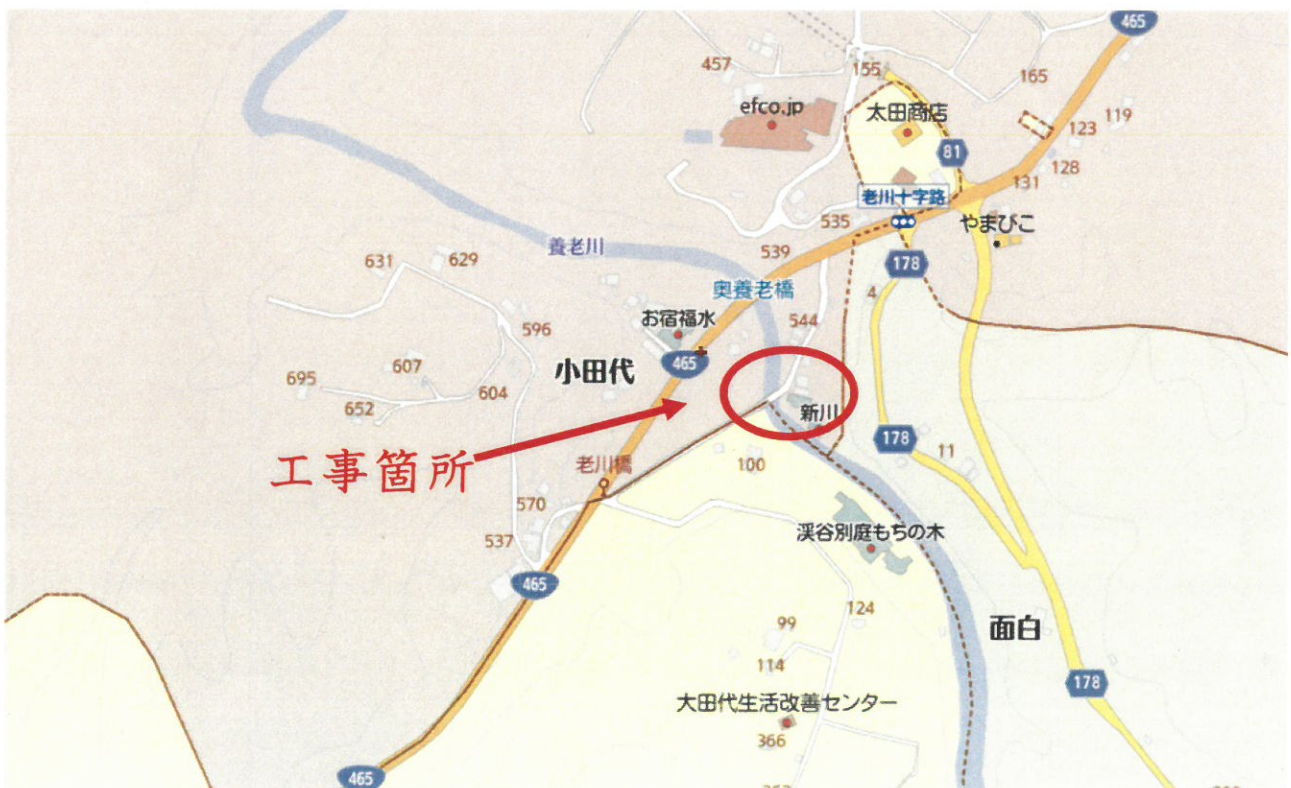 465
457
155
165
efco.jp
太田商店
119
123
81
128
131
老川十字路
535
やまびこ
養老川
539
178
629
631
奥養老橋
4
お宿福水
544
596
465
小田代
607
695
604
652
新川
工事箇所
老川橋
100
178
11
570
渓谷別庭もちの木
537
465
124
99
面白
114
178
大田代生活改善センター
366
465